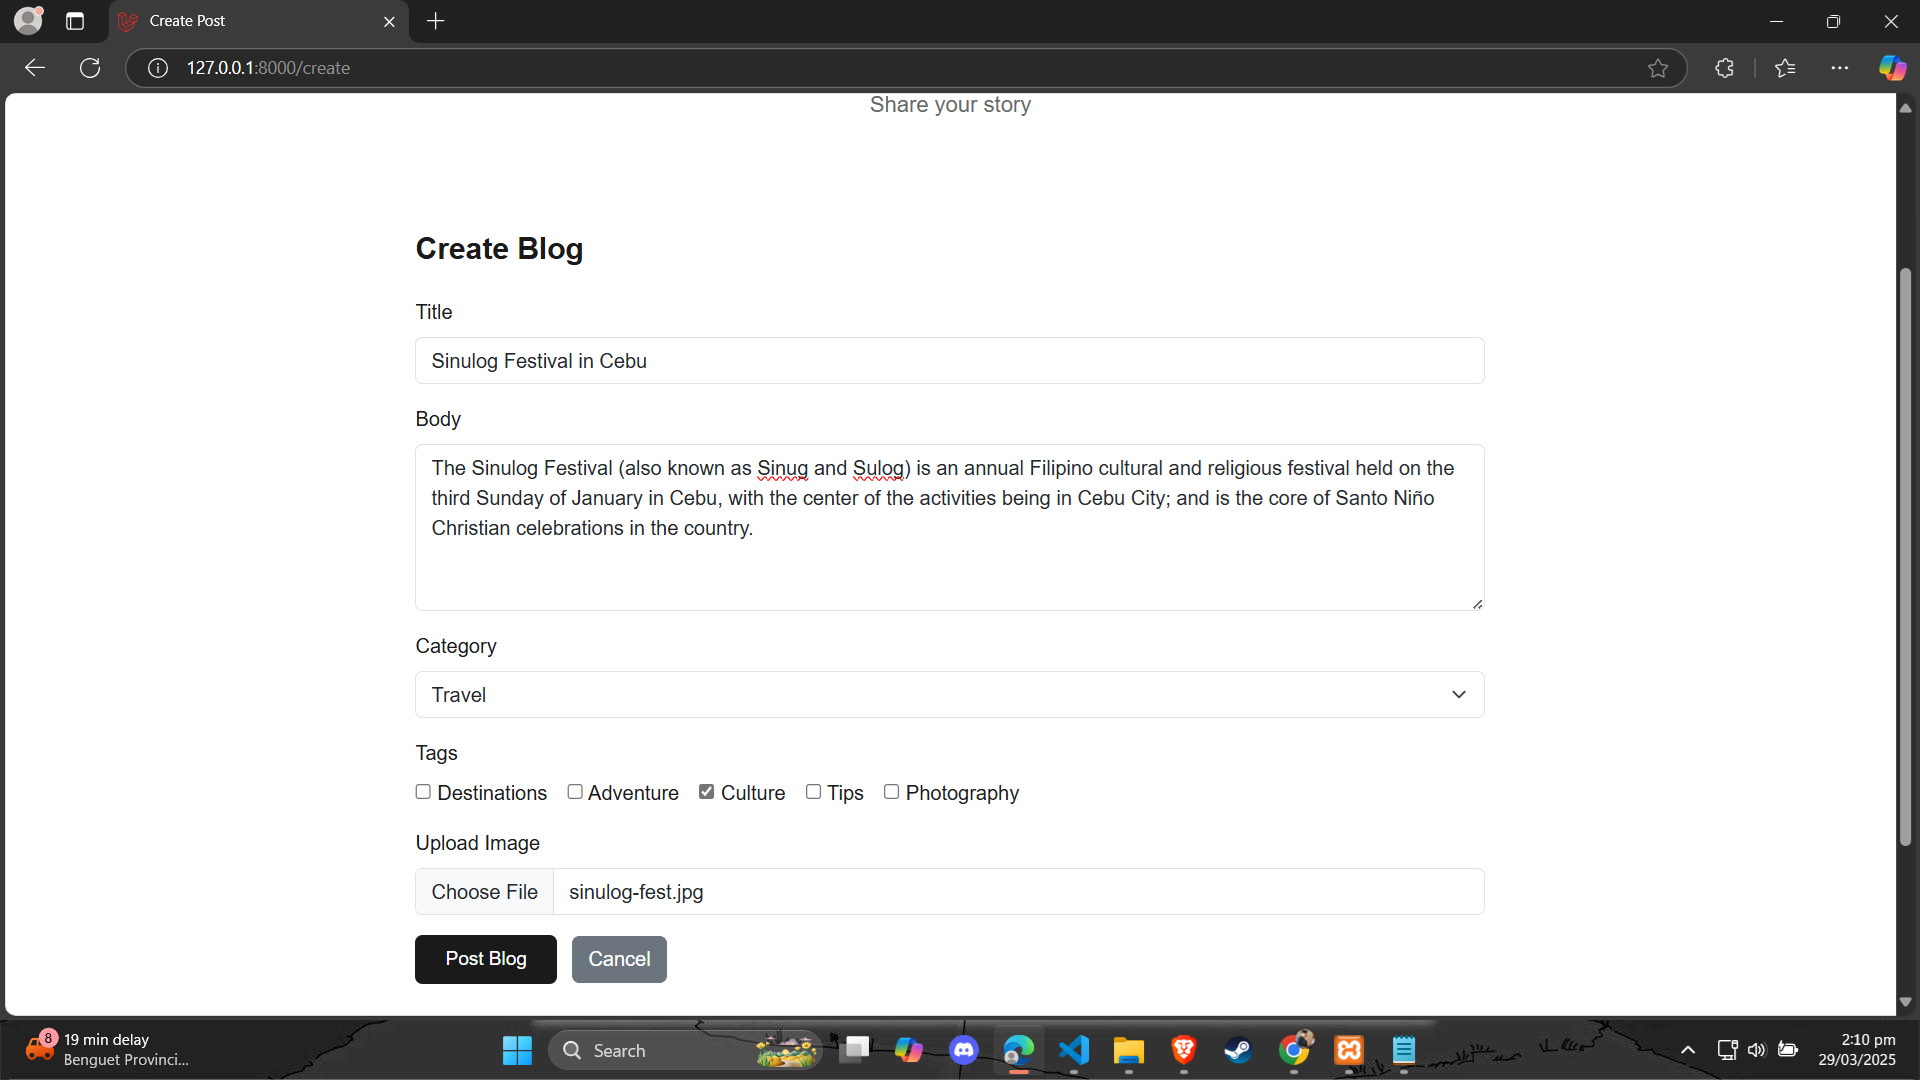 Create Post
127.0.0.1:8000/create
Share your story
Create Blog
Title
Sinulog Festival in Cebu
Body
The Sinulog Festival (also known as Sinug and Sulog) is an annual Filipino cultural and religious festival held on the
third Sunday of January in Cebu, with the center of the activities being in Cebu City; and is the core of Santo Niño
Christian celebrations in the country.
Category
Travel
Tags
Destinations Adventure Culture Tips Photography
Upload Image
Choose File sinulog-fest.jpg
Post Blog Cancel
8
19 min delay
Benguet Provinci...
Search
2:10 pm
29/03/2025